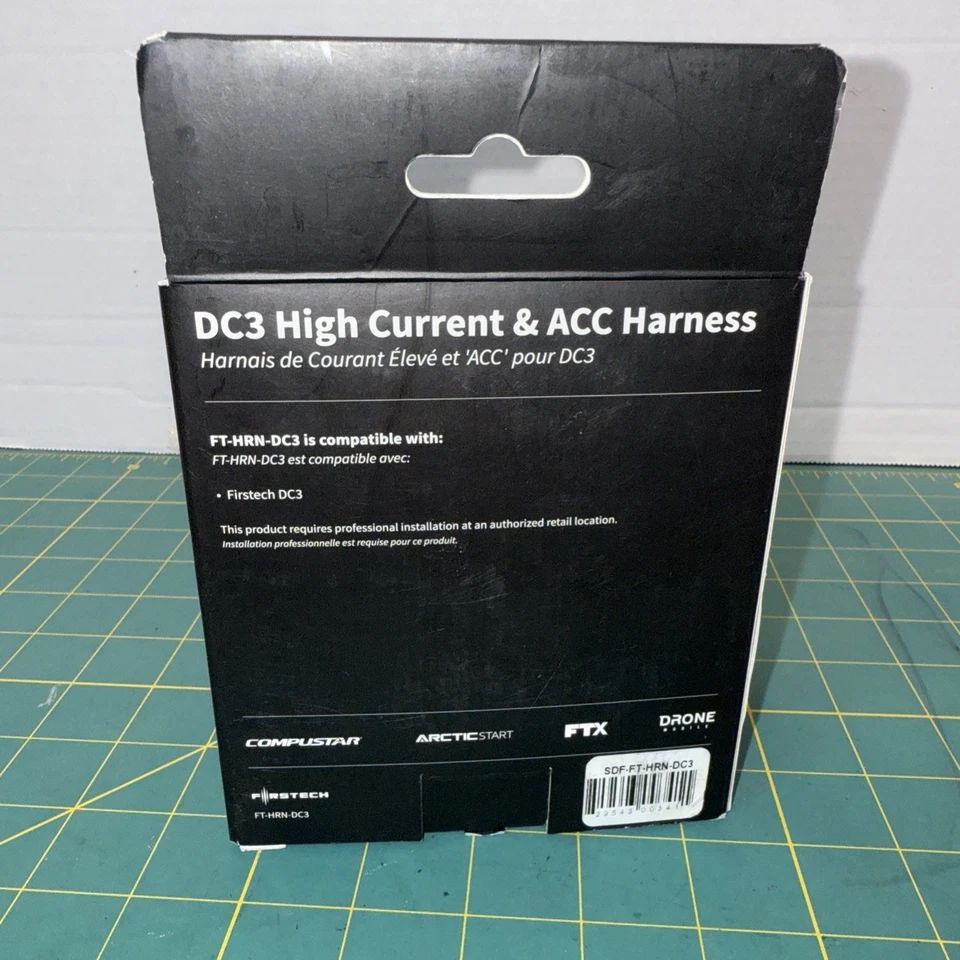 DC3 High Current & ACC Harness
Harnais de Courant Élevé et 'ACC' pour DC3
FT-HRN-DC3 is compatible with:
FT-HRN-DC3 est compatible avec:
• Firstech DC3
This product requires professional installation at an authorized retail location.
Installation professionnelle est requise pour ce produit.
COMPUSTAR ARCTICSTART FTX DRONE
MOBILE
FIRSTECH
FT-HRN-DC3
SDF-FT-HRN-DC3